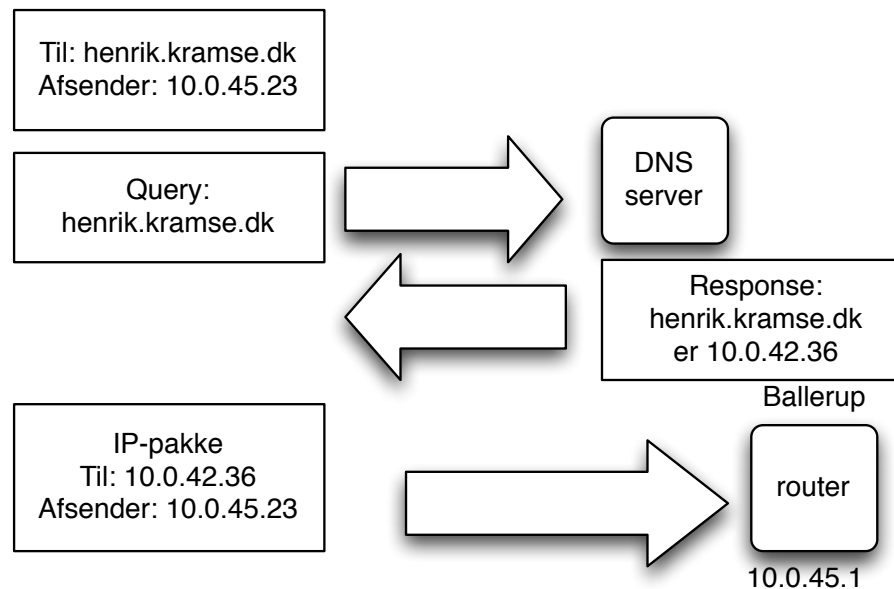 Til: henrik.kramse.dk
Afsender: 10.0.45.23
Query:
henrik.kramse.dk
DNS
server
Response:
henrik.kramse.dk
er 10.0.42.36
Ballerup
IP-pakke
Til: 10.0.42.36
Afsender: 10.0.45.23
router
10.0.45.1